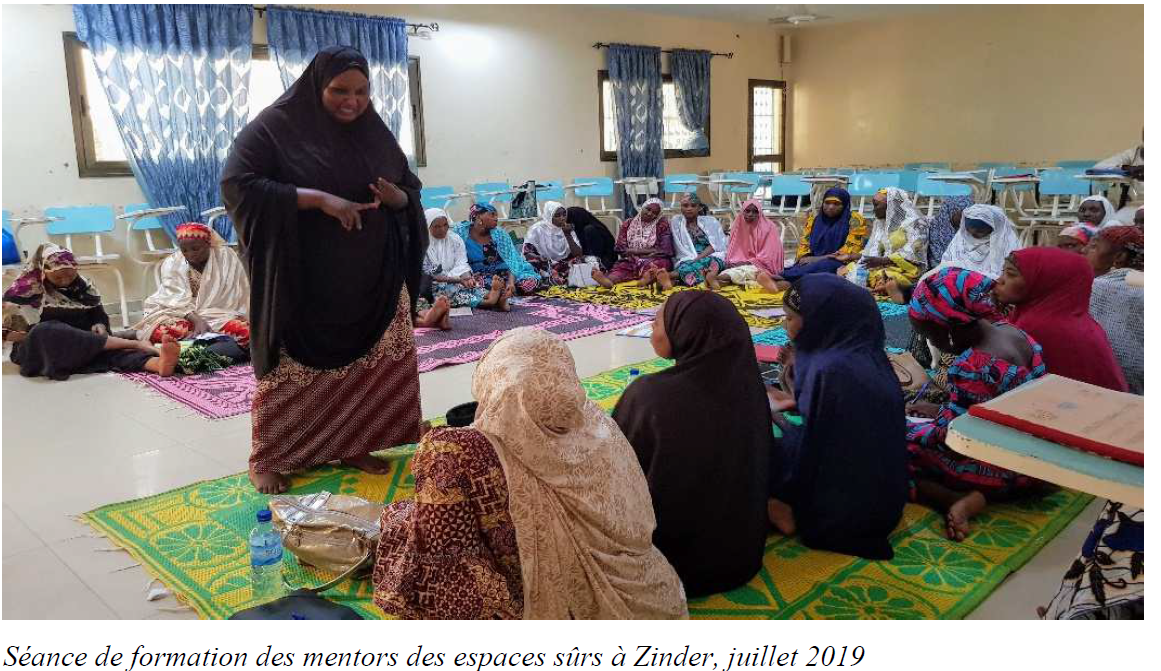 Séance de formation des mentors des espaces sûrs à Zinder, juillet 2019